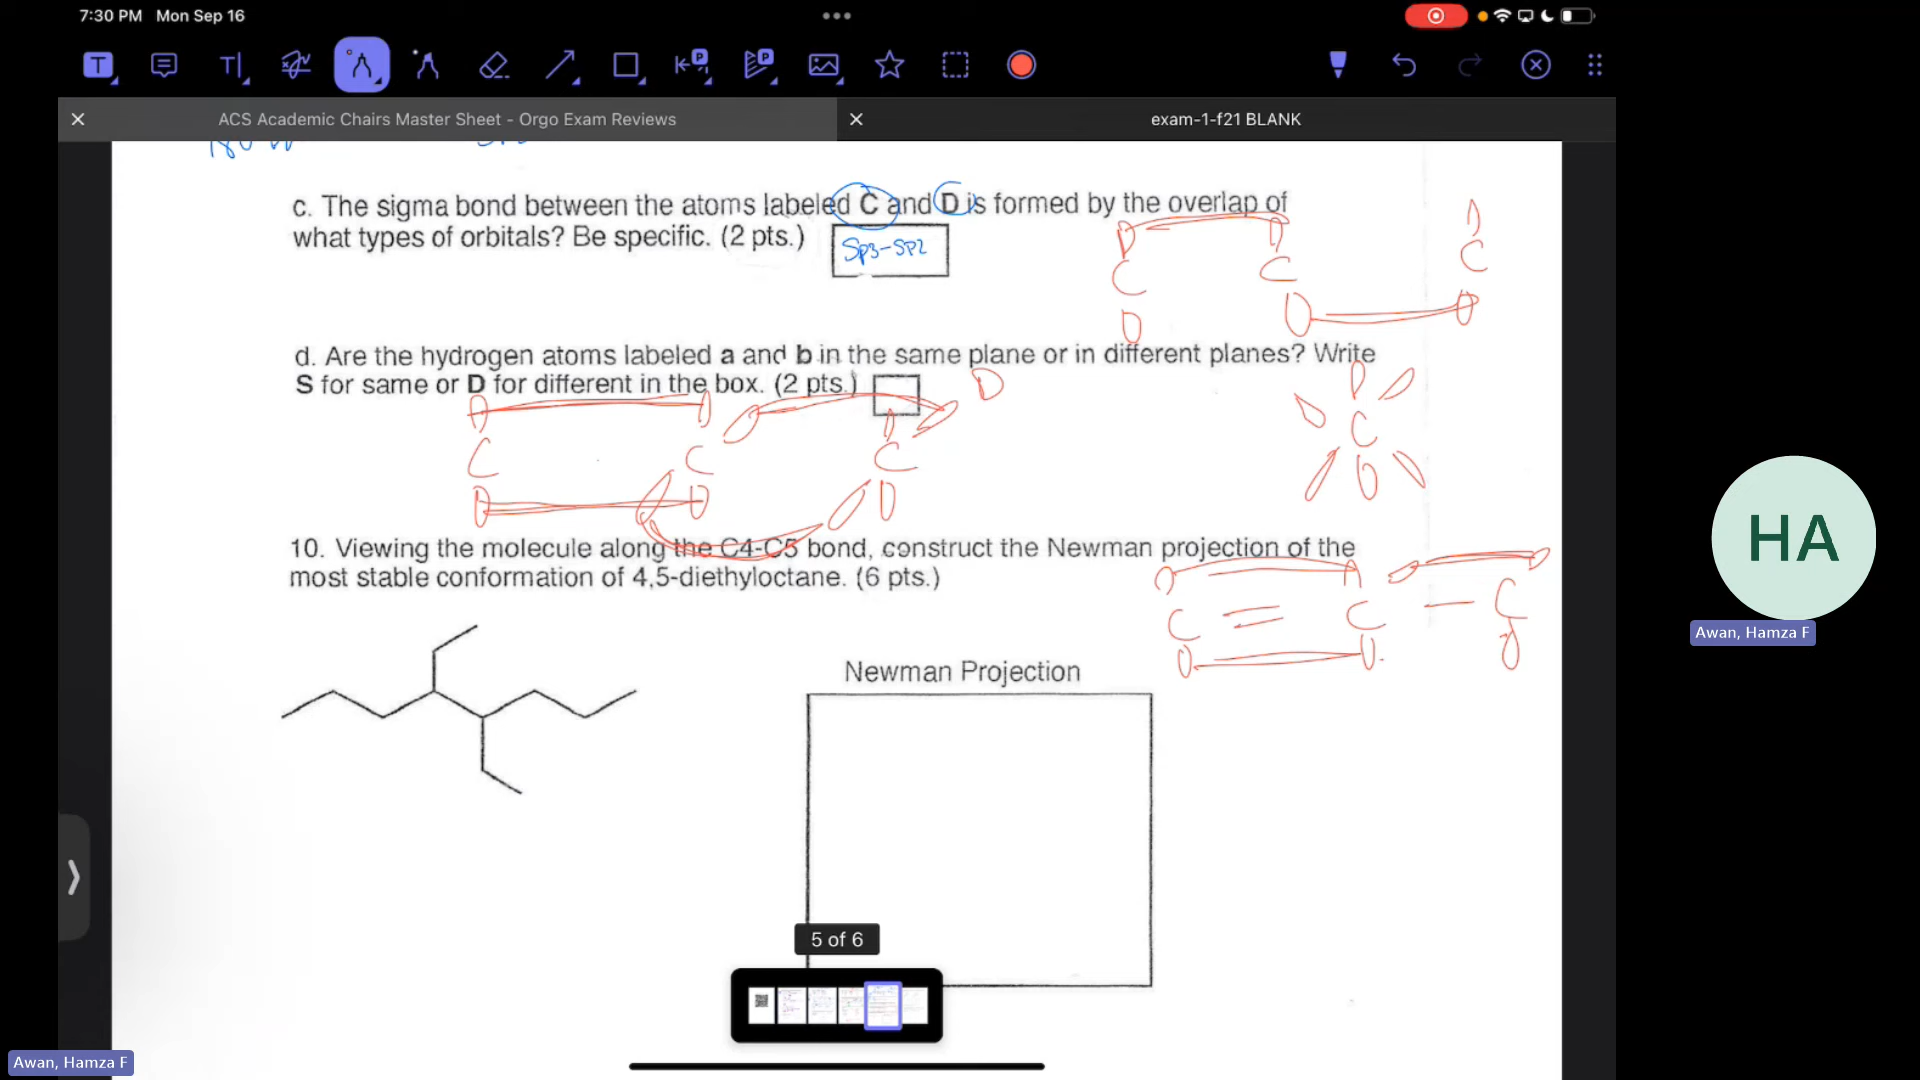 7:30 PM Mon Sep 16
ACS Academic Chairs Master Sheet - Orgo Exam Reviews
exam-1-f21 BLANK
c. The sigma bond between the atoms labeled C and D is formed by the overlap of
what types of orbitals? Be specific. (2 pts.)
Sp3-SP2
d. Are the hydrogen atoms labeled a and b in the same plane or in different planes? Write
S for same or D for different in the box. (2 pts.)
D
C
C
C
C
C
C
C
10. Viewing the molecule along the C4-C5 bond, construct the Newman projection of the
most stable conformation of 4,5-diethyloctane. (6 pts.)
C = C - C
Newman Projection
5 of 6
HA
Awan, Hamza F
Awan, Hamza F